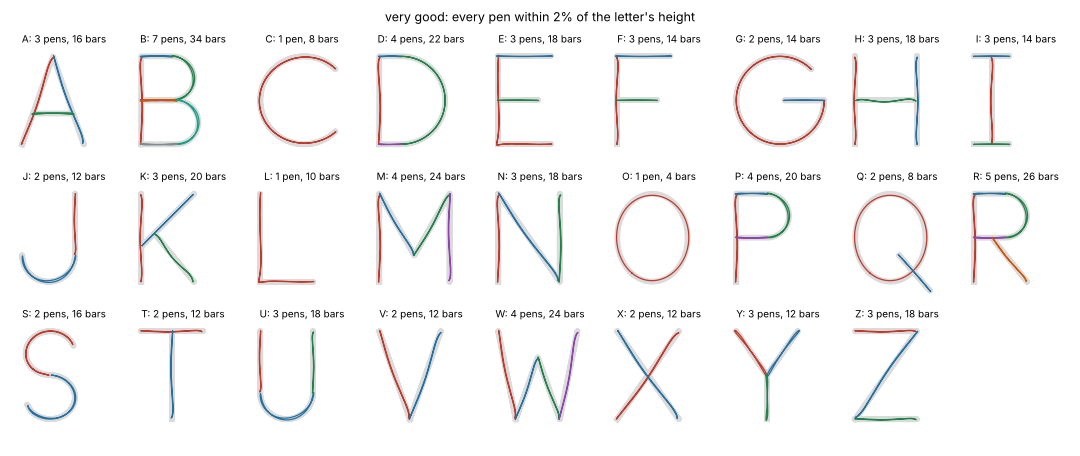 very good: every pen within 2% of the letter's height
A: 3 pens, 16 bars B: 7 pens, 34 bars C: 1 pen, 8 bars D: 4 pens, 22 bars E: 3 pens, 18 bars F: 3 pens, 14 bars G: 2 pens, 14 bars H: 3 pens, 18 bars I: 3 pens, 14 bars
A B C D E F G H I
J: 2 pens, 12 bars K: 3 pens, 20 bars L: 1 pen, 10 bars M: 4 pens, 24 bars N: 3 pens, 18 bars O: 1 pen, 4 bars P: 4 pens, 20 bars Q: 2 pens, 8 bars R: 5 pens, 26 bars
J K L M N O P Q R
S: 2 pens, 16 bars T: 2 pens, 12 bars U: 3 pens, 18 bars V: 2 pens, 12 bars W: 4 pens, 24 bars X: 2 pens, 12 bars Y: 3 pens, 12 bars Z: 3 pens, 18 bars
S T U V W X Y Z